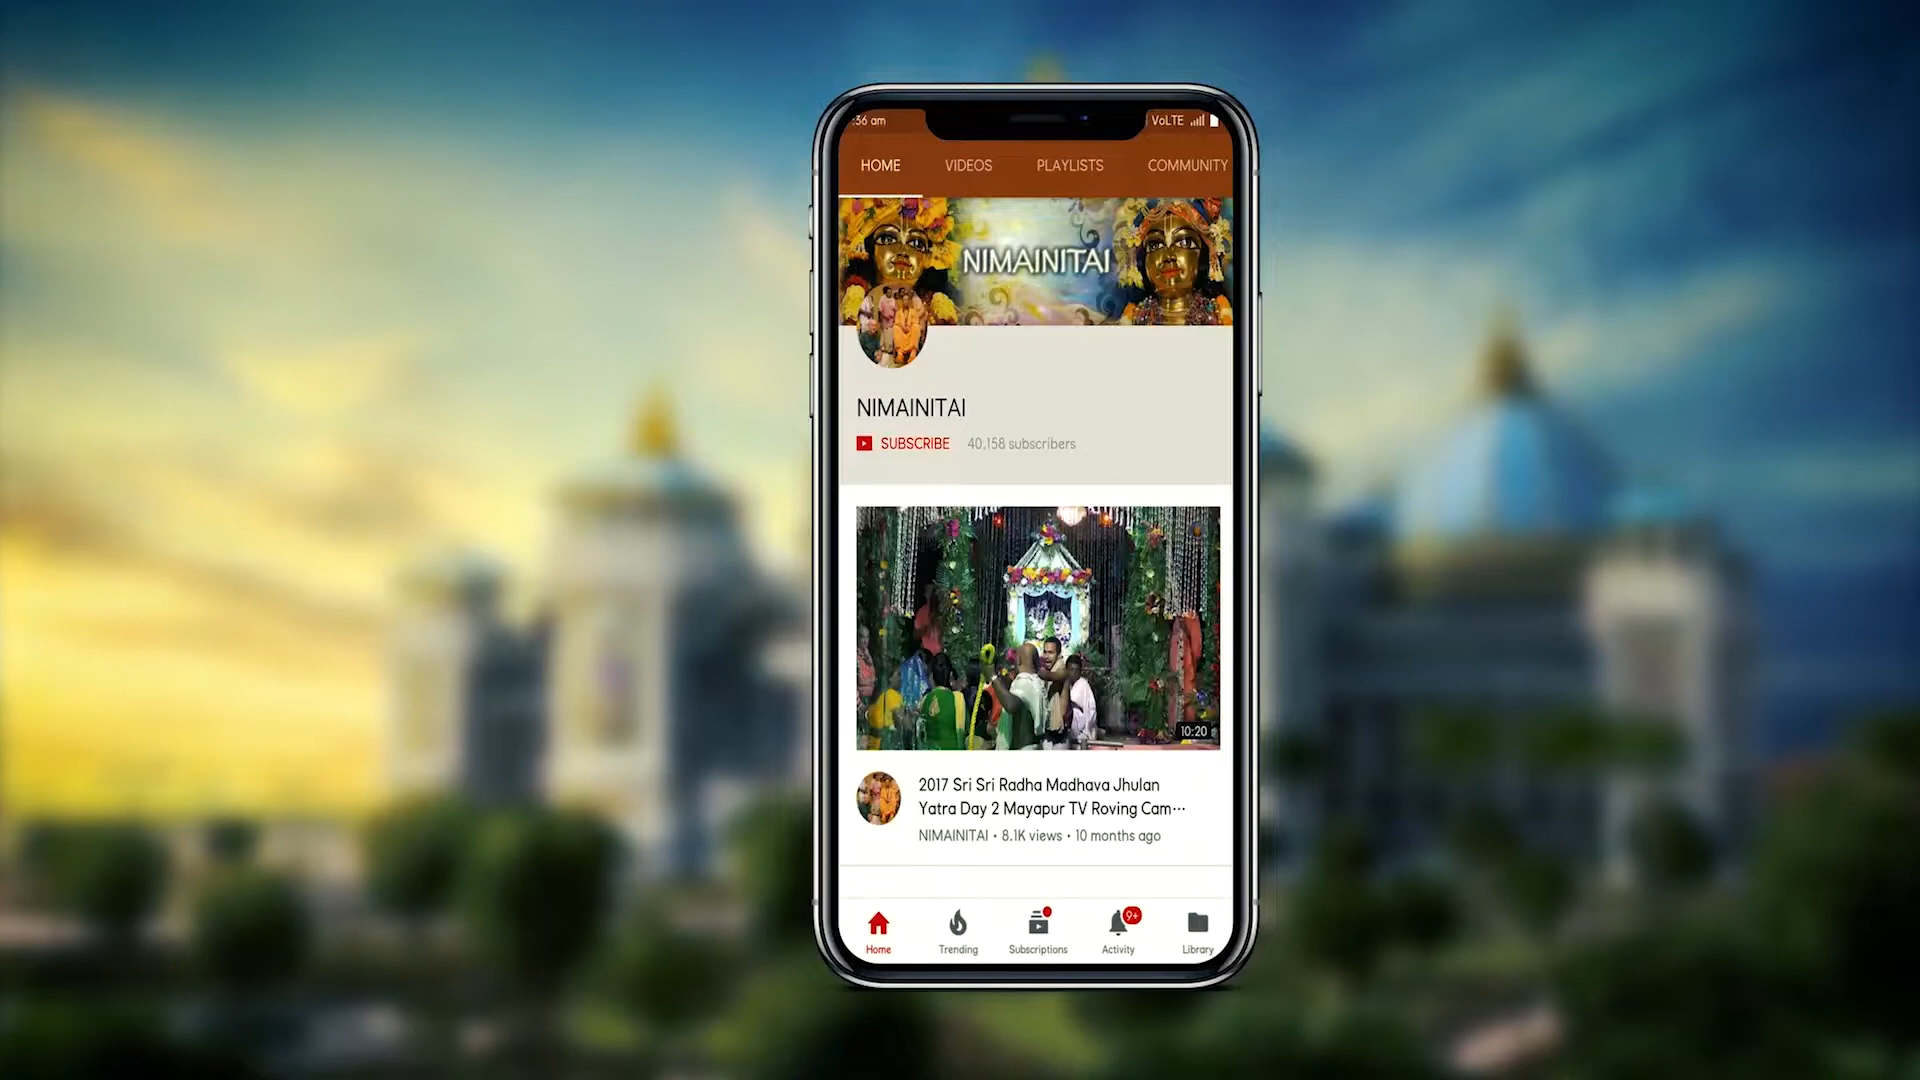 :36 am
VoLTE
HOME VIDEOS PLAYLISTS COMMUNITY
NIMAINITAI
NIMAINITAI
SUBSCRIBE 40,158 subscribers
10:20
2017 Sri Sri Radha Madhava Jhulan
Yatra Day 2 Mayapur TV Roving Cam...
NIMAINITAI • 8.1K views • 10 months ago
9+
Home Trending Subscriptions Activity Library